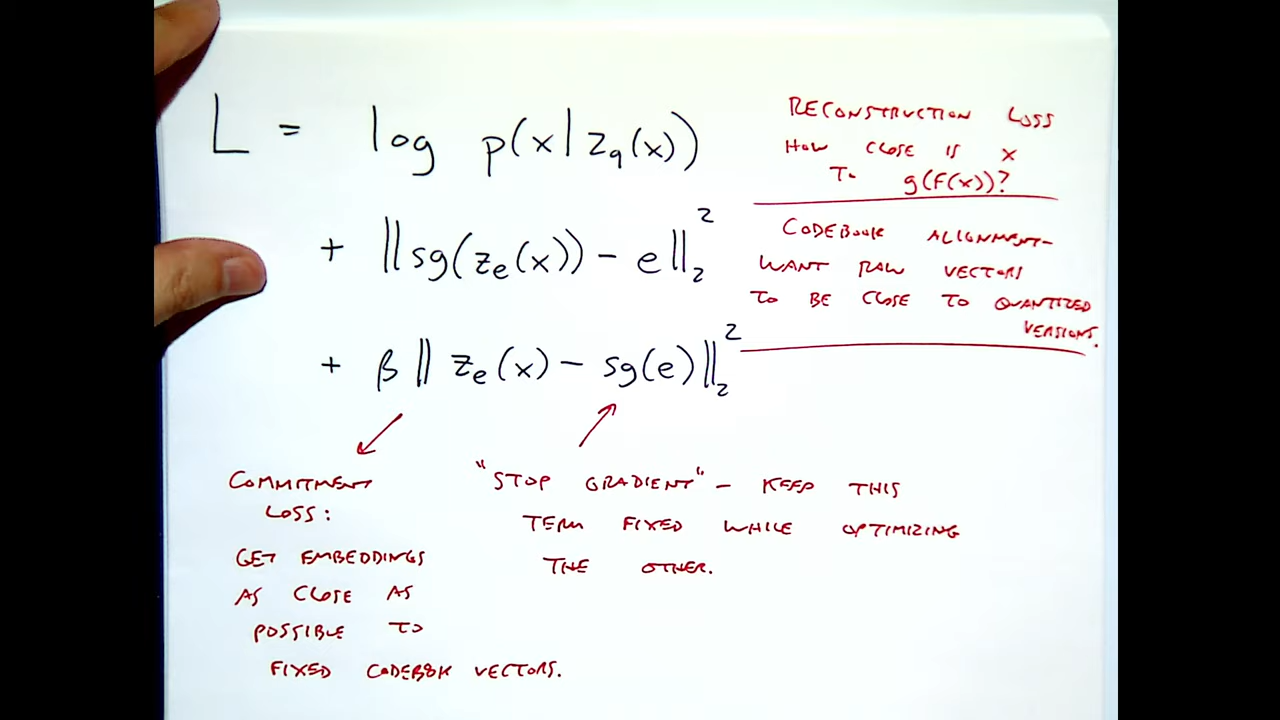 L = log p(x|z_q(x))
+ ||sg(z_e(x)) - e||_2^2
+ β || z_e(x) - sg(e)||_2^2
RECONSTRUCTION LOSS
HOW CLOSE IS x
TO g(F(x))?
CODEBOOK ALIGNMENT-
WANT RAW VECTORS
TO BE CLOSE TO QUANTIZED
VERSIONS.
COMMITMENT
LOSS:
GET EMBEDDINGS
AS CLOSE AS
POSSIBLE TO
FIXED CODEBOOK VECTORS.
"STOP GRADIENT" - KEEP THIS
TERM FIXED WHILE OPTIMIZING
THE OTHER.